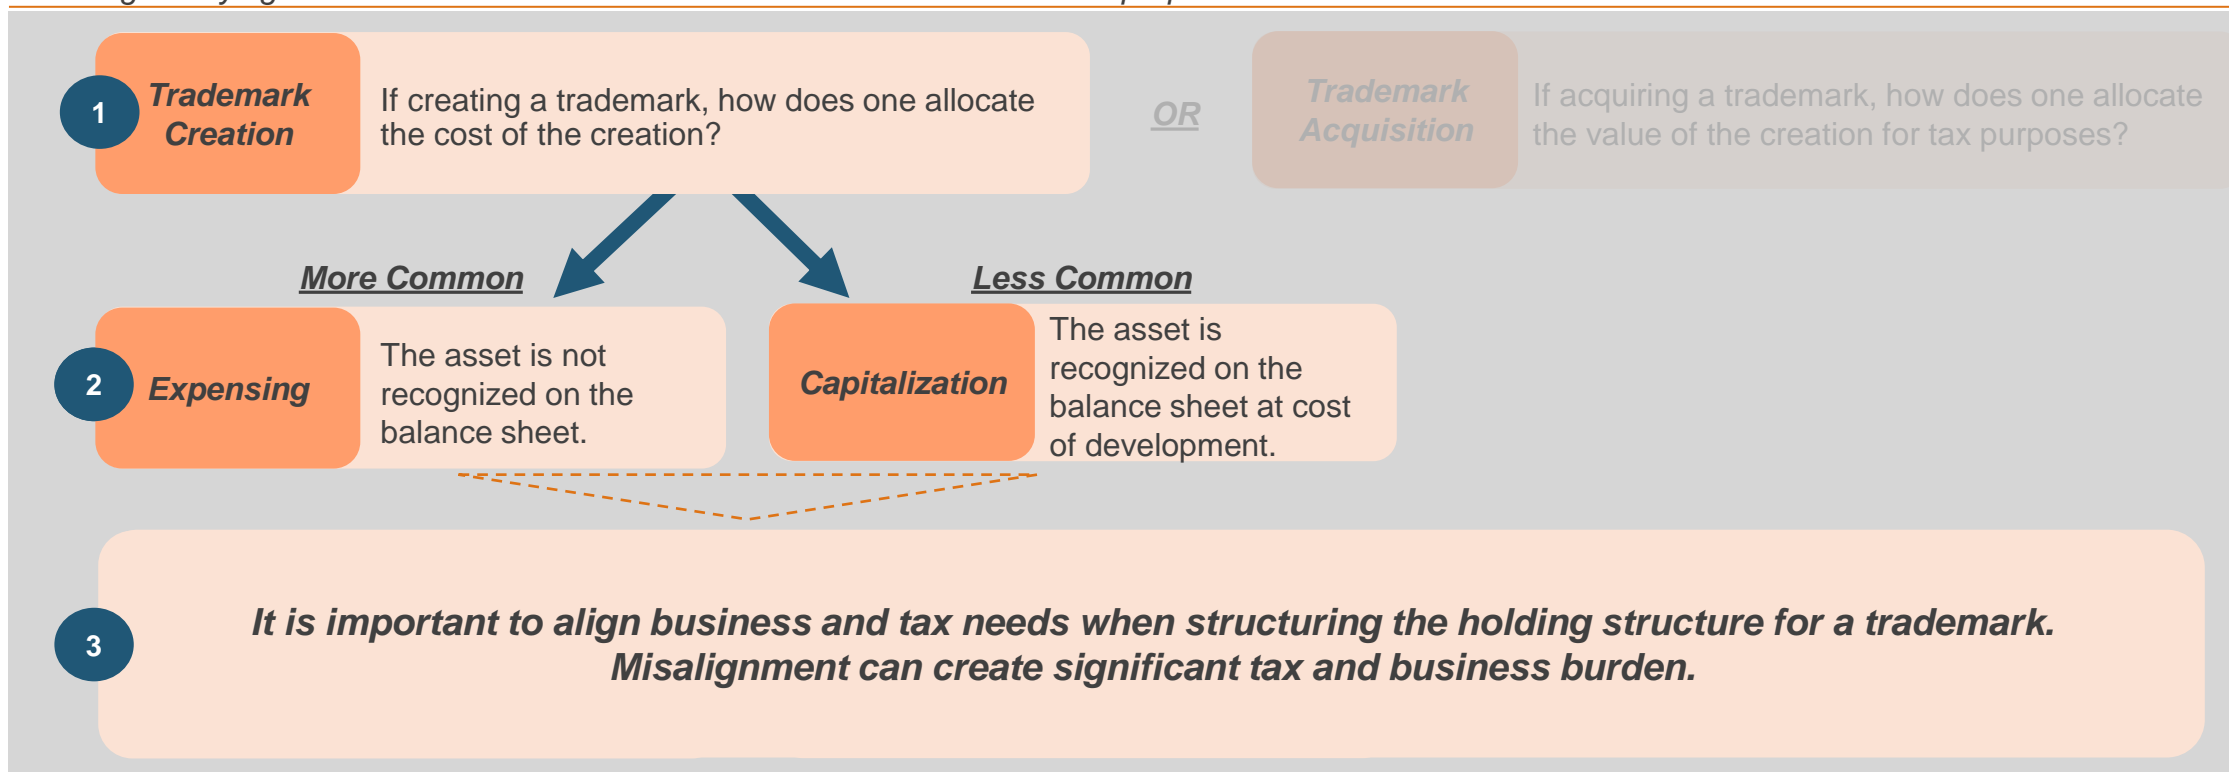 1
Trademark
Creation
If creating a trademark, how does one allocate
the cost of the creation?
OR
Trademark
Acquisition
If acquiring a trademark, how does one allocate
the value of the creation for tax purposes?
More Common
Less Common
2
Expensing
The asset is not
recognized on the
balance sheet.
Capitalization
The asset is
recognized on the
balance sheet at cost
of development.
3
It is important to align business and tax needs when structuring the holding structure for a trademark.
Misalignment can create significant tax and business burden.